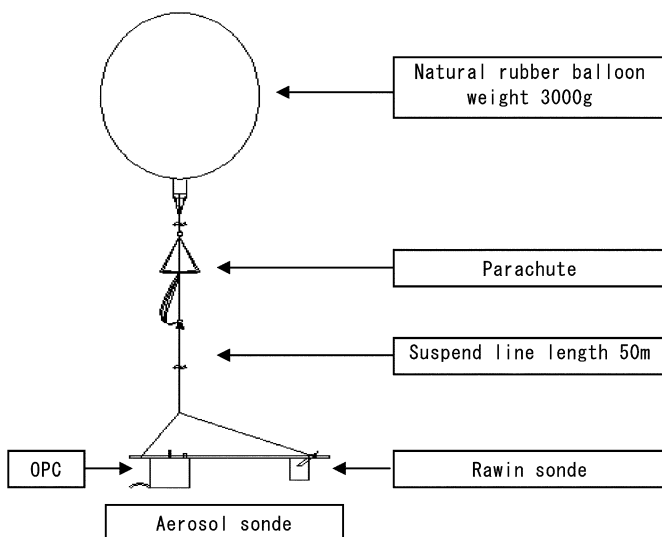 Natural rubber balloon
weight 3000g
Parachute
Suspend line length 50m
OPC
Rawin sonde
Aerosol sonde